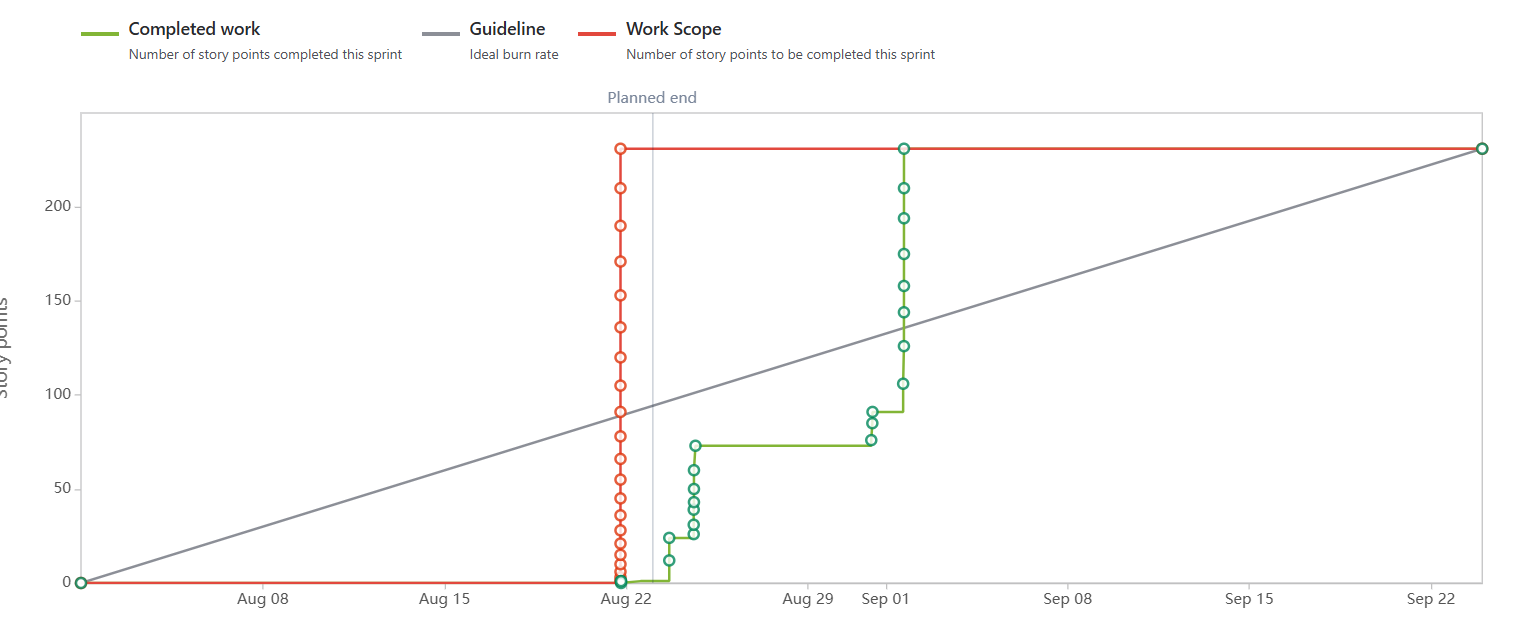 Completed work
Number of story points completed this sprint
Guideline
Ideal burn rate
Work Scope
Number of story points to be completed this sprint
Planned end
200
150
100
50
0
Story points
Aug 08
Aug 15
Aug 22
Aug 29
Sep 01
Sep 08
Sep 15
Sep 22